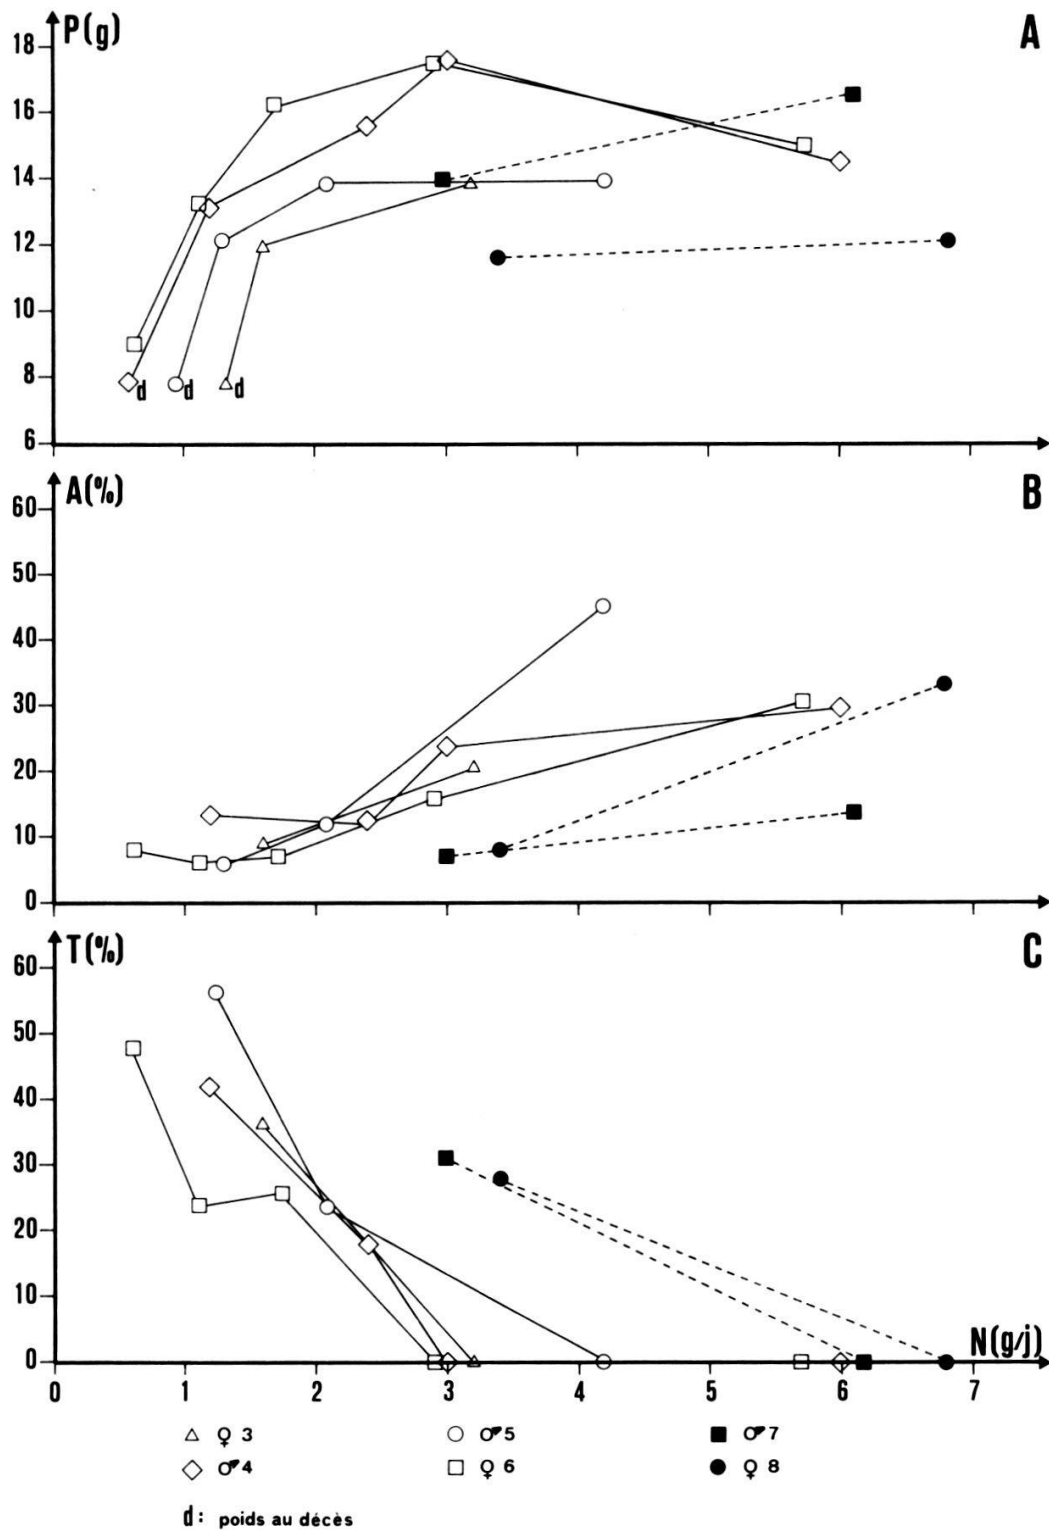 P(g)
A
18
16
14
12
10
8
6
d
d
d
A(%)
B
60
50
40
30
20
10
0
T(%)
C
60
50
40
30
20
10
0
N(g/j)
0 1 2 3 4 5 6 7
△ ♀ 3 ○ ♂ 5 ■ ♂ 7
◇ ♂ 4 □ ♀ 6 ● ♀ 8
d: poids au décès